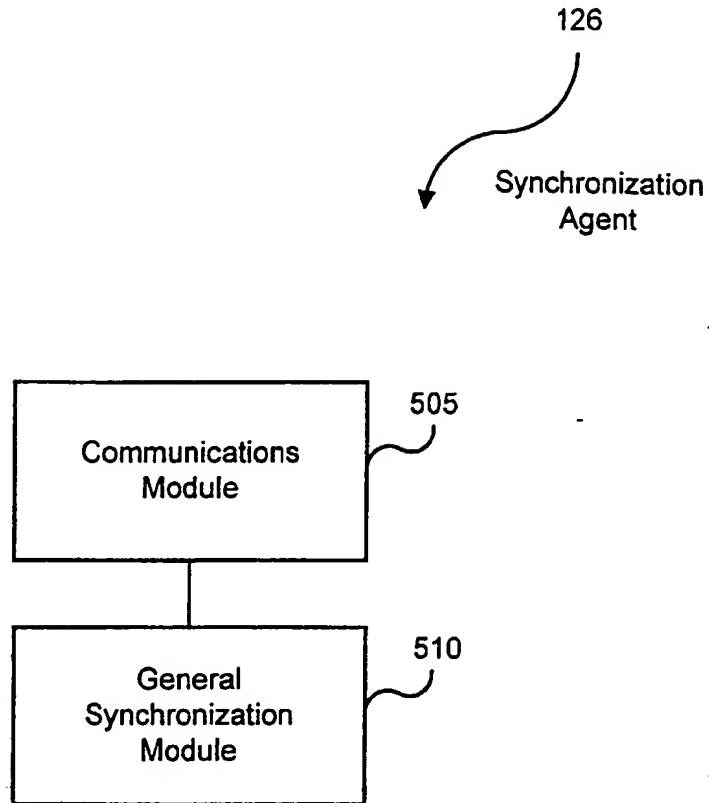 126
Synchronization
Agent
505
Communications
Module
510
General
Synchronization
Module